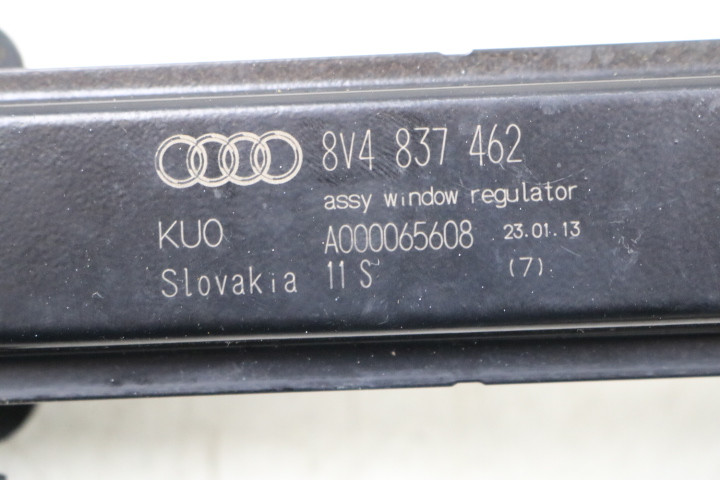 8V4 837 462
assy window regulator
KUO A000065608 23.01.13
Slovakia 11 S (7)